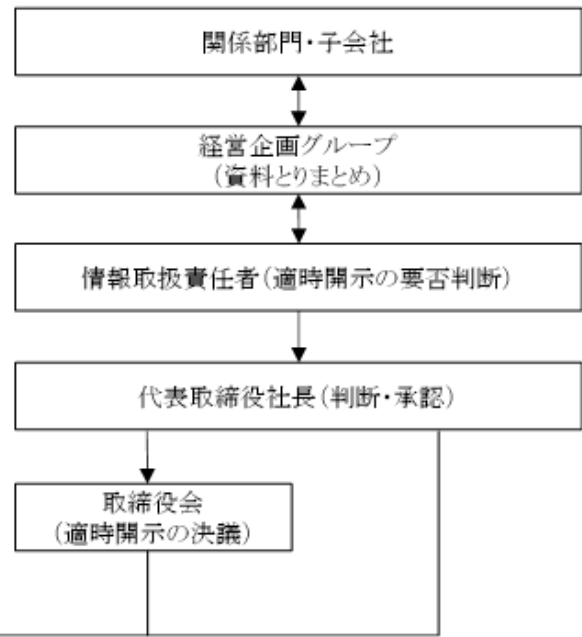 関係部門・子会社
経営企画グループ
（資料とりまとめ）
情報取扱責任者（適時開示の要否判断）
代表取締役社長（判断・承認）
取締役会
（適時開示の決議）